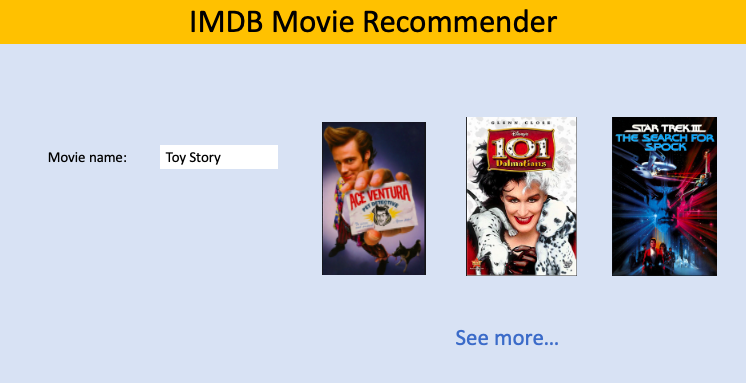 IMDB Movie Recommender
Movie name:
Toy Story
ACE VENTURA
PET DETECTIVE
GLENN CLOSE
Disney's
101
Dalmatians
STAR TREK III
THE SEARCH FOR
SPOCK
See more...